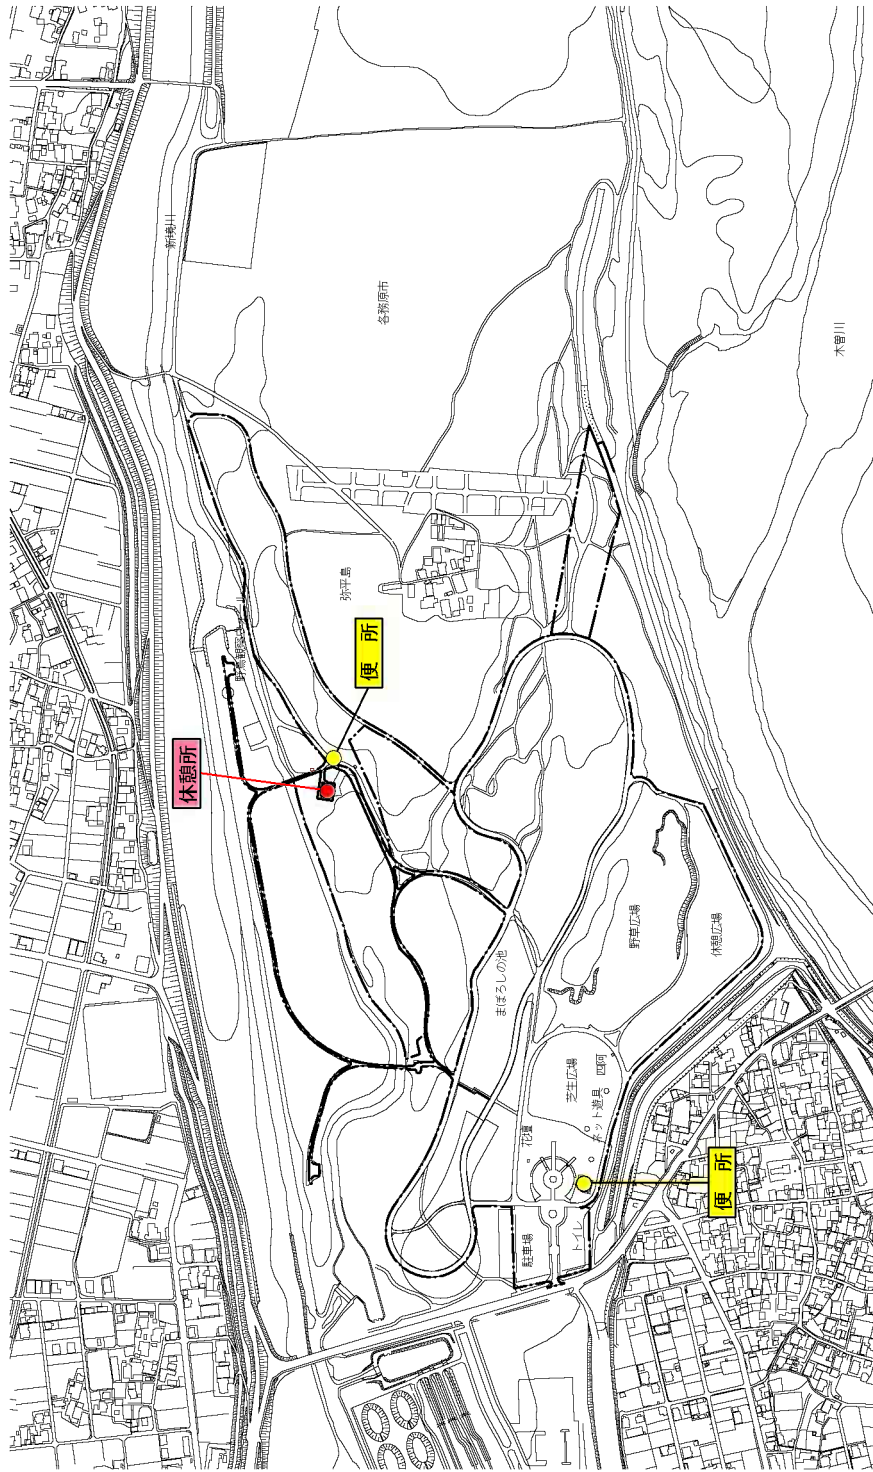 新境川
各務原市
木曽川
弥平島
便 所
休憩所
野草広場
休憩広場
まぼろしの池
芝生広場
四阿
ネット遊具
花壇
便 所
駐車場
トイレ